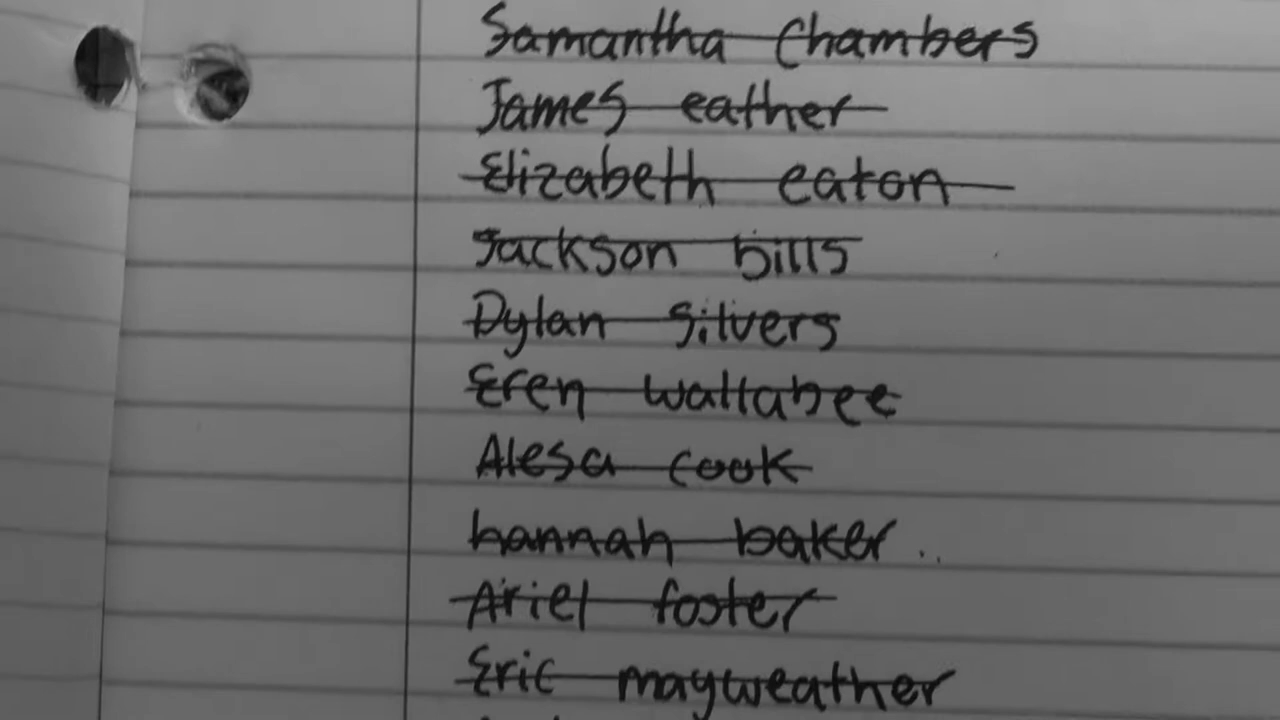 Samantha Chambers
James eather
Elizabeth eaton
Jackson bills
Dylan Silvers
Eren wallabee
Alesa cook
hannah baker ..
Ariel foster
Eric mayweather